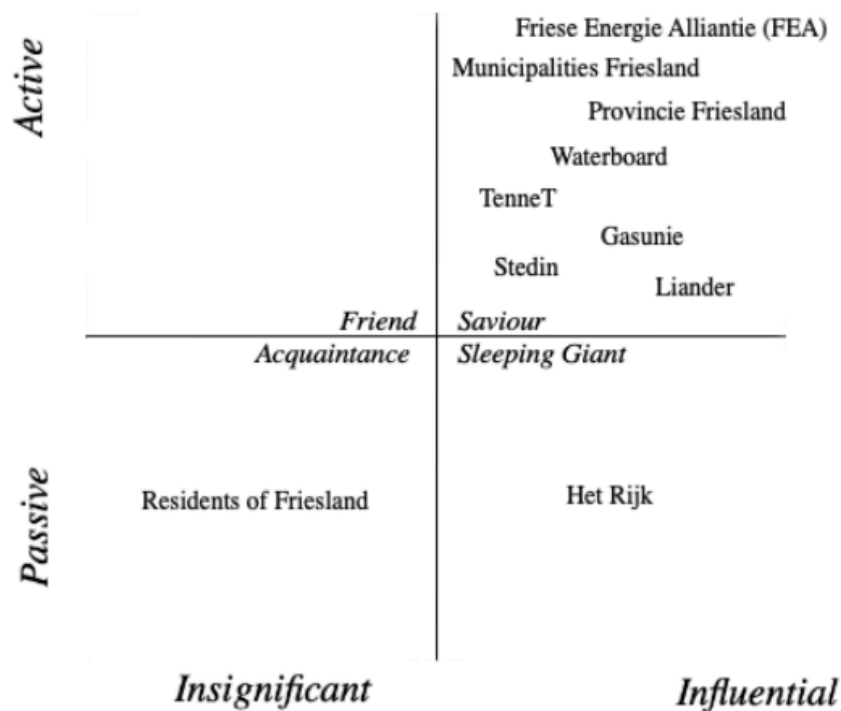 Active
Friese Energie Alliantie (FEA)
Municipalities Friesland
Provincie Friesland
Waterboard
TenneT
Gasunie
Stedin
Liander
Friend
Saviour
Acquaintance
Sleeping Giant
Passive
Residents of Friesland
Het Rijk
Insignificant
Influential